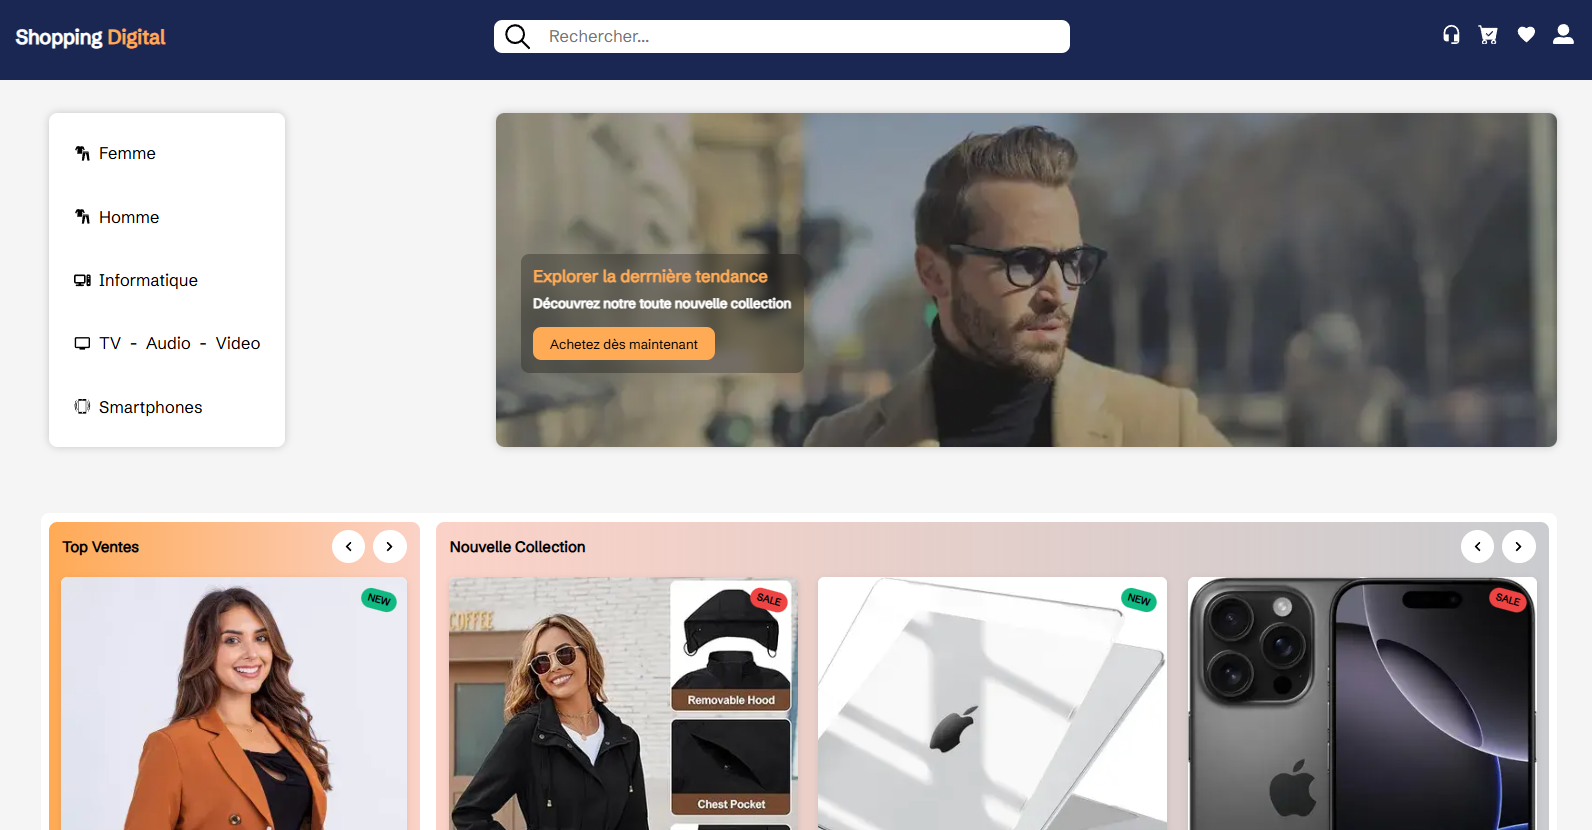 Shopping Digital
Rechercher...
Femme
Homme
Informatique
TV - Audio - Video
Smartphones
Explorer la derrnière tendance
Découvrez notre toute nouvelle collection
Achetez dès maintenant
Top Ventes
NEW
Nouvelle Collection
COFFEE
SALE
Removable Hood
Chest Pocket
NEW
SALE